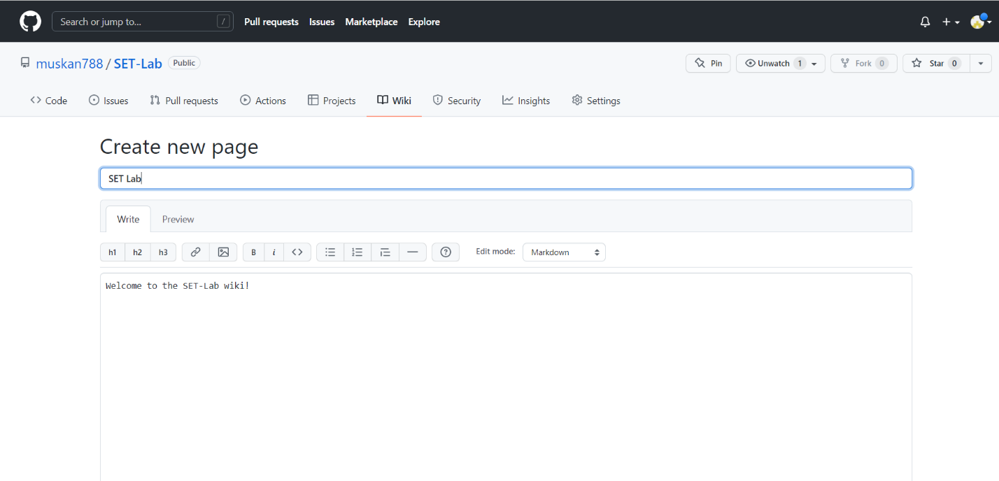 Search or jump to... / Pull requests Issues Marketplace Explore
muskan788 / SET-Lab Public Pin Unwatch 1 Fork 0 Star 0
Code Issues Pull requests Actions Projects Wiki Security Insights Settings
Create new page
SET Lab
Write Preview
h1 h2 h3 B i Edit mode: Markdown
Welcome to the SET-Lab wiki!